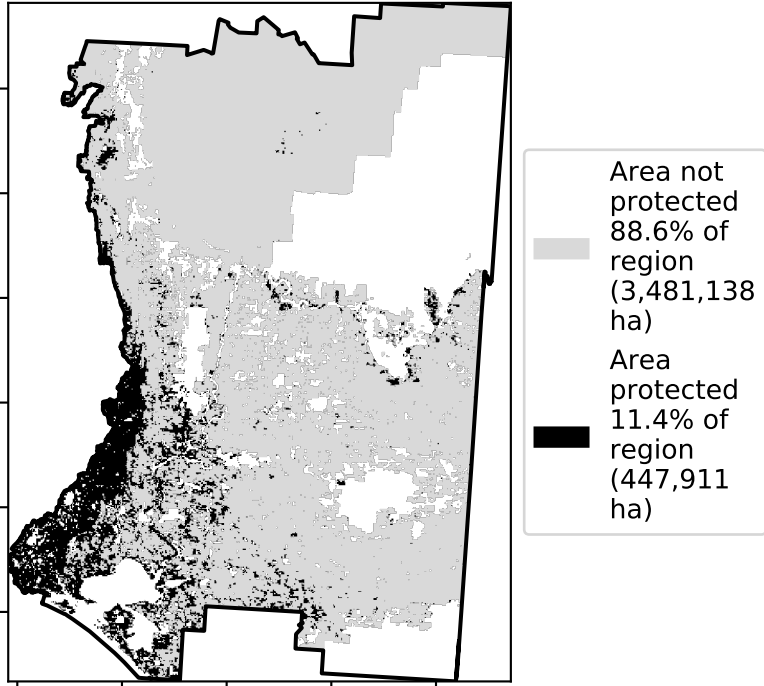 Area not
protected
88.6% of
region
(3,481,138
ha)
Area
protected
11.4% of
region
(447,911
ha)